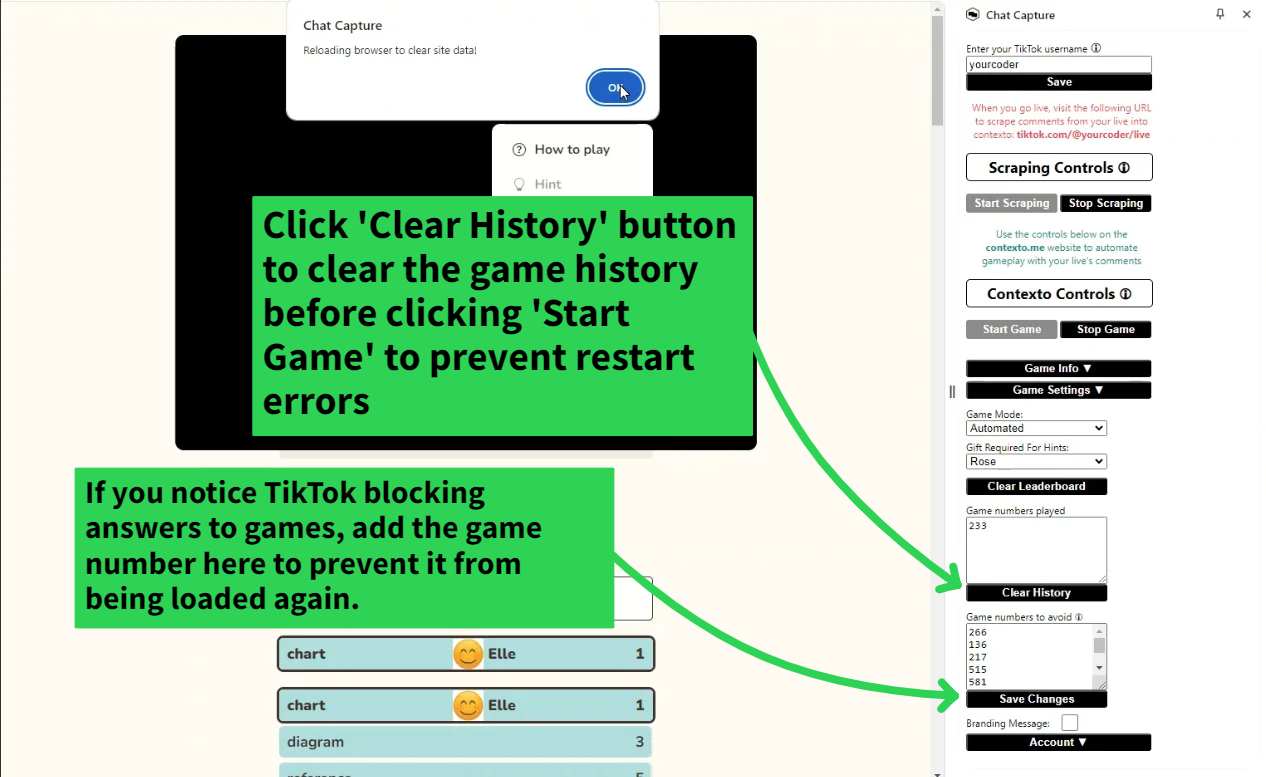 Chat Capture
Reloading browser to clear site data!
OK
How to play
Hint
Click 'Clear History' button
to clear the game history
before clicking 'Start
Game' to prevent restart
errors
If you notice TikTok blocking
answers to games, add the game
number here to prevent it from
being loaded again.
chart Elle 1
chart Elle 1
diagram 3
reference 5
Chat Capture
Enter your TikTok username
yourcoder
Save
When you go live, visit the following URL
to scrape comments from your live into
contexto: tiktok.com/@yourcoder/live
Scraping Controls
Start Scraping Stop Scraping
Use the controls below on the
contexto.me website to automate
gameplay with your live's comments
Contexto Controls
Start Game Stop Game
Game Info ▼
Game Settings ▼
Game Mode:
Automated
Gift Required For Hints:
Rose
Clear Leaderboard
Game numbers played
233
Clear History
Game numbers to avoid
266
136
217
515
581
Save Changes
Branding Message:
Account ▼